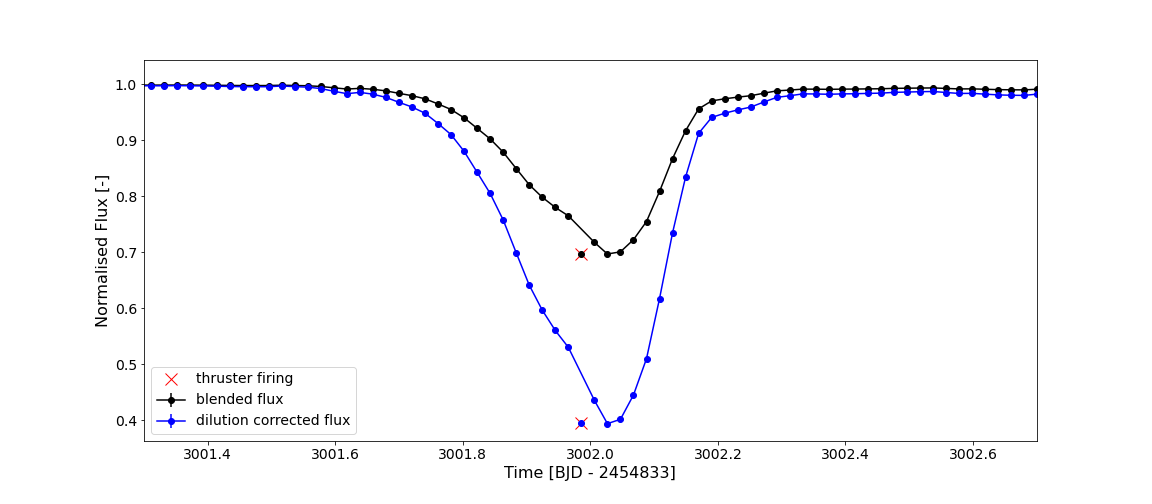 1.0
0.9
0.8
0.7
0.6
0.5
0.4
Normalised Flux [-]
thruster firing
blended flux
dilution corrected flux
3001.4 3001.6 3001.8 3002.0 3002.2 3002.4 3002.6
Time [BJD - 2454833]